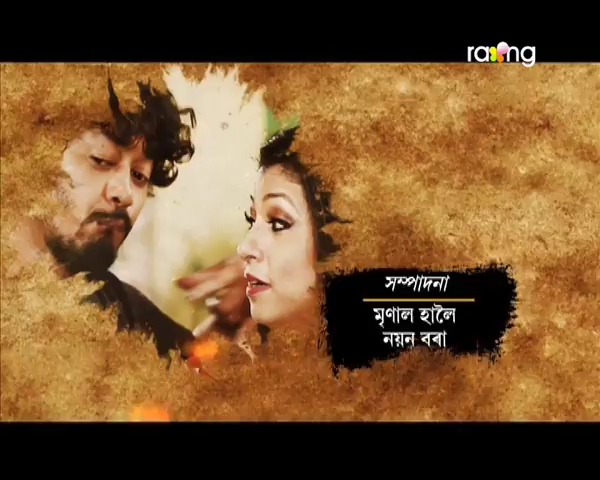 rang
সম্পাদনা
মৃণাল হালৈ
নয়ন বৰা